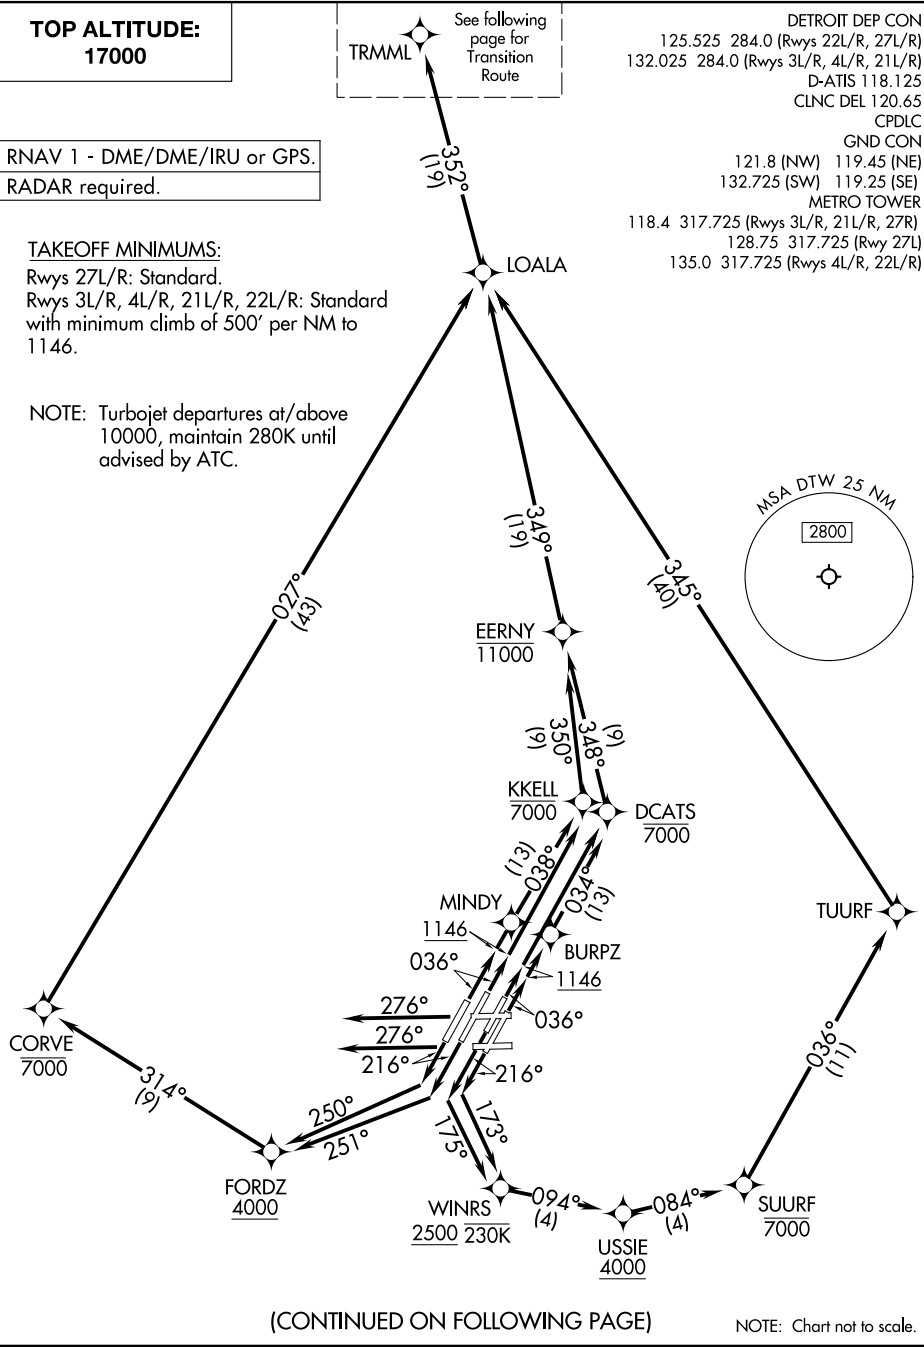 TOP ALTITUDE:
17000
TRMML
See following
page for
Transition
Route
DETROIT DEP CON
125.525 284.0 (Rwys 22L/R, 27L/R)
132.025 284.0 (Rwys 3L/R, 4L/R, 21L/R)
D-ATIS 118.125
CLNC DEL 120.65
CPDLC
GND CON
121.8 (NW) 119.45 (NE)
132.725 (SW) 119.25 (SE)
METRO TOWER
118.4 317.725 (Rwys 3L/R, 21L/R, 27R)
128.75 317.725 (Rwy 27L)
135.0 317.725 (Rwys 4L/R, 22L/R)
RNAV 1 - DME/DME/IRU or GPS.
RADAR required.
352°
(19)
TAKEOFF MINIMUMS:
Rwys 27L/R: Standard.
Rwys 3L/R, 4L/R, 21L/R, 22L/R: Standard
with minimum climb of 500' per NM to
1146.
LOALA
NOTE: Turbojet departures at/above
10000, maintain 280K until
advised by ATC.
MSA DTW 25 NM
2800
349°
(19)
345°
(40)
027°
(43)
EERNY
11000
350°
(9)
348°
(9)
KKELL
7000
DCATS
7000
038°
(13)
034°
(13)
MINDY
1146
BURPZ
1146
TUURF
036°
036°
276°
276°
216°
216°
CORVE
7000
314°
(9)
250°
251°
175°
173°
036°
(11)
FORDZ
4000
WINRS
2500 230K
094°
(4)
USSIE
4000
084°
(4)
SUURF
7000
(CONTINUED ON FOLLOWING PAGE)
NOTE: Chart not to scale.